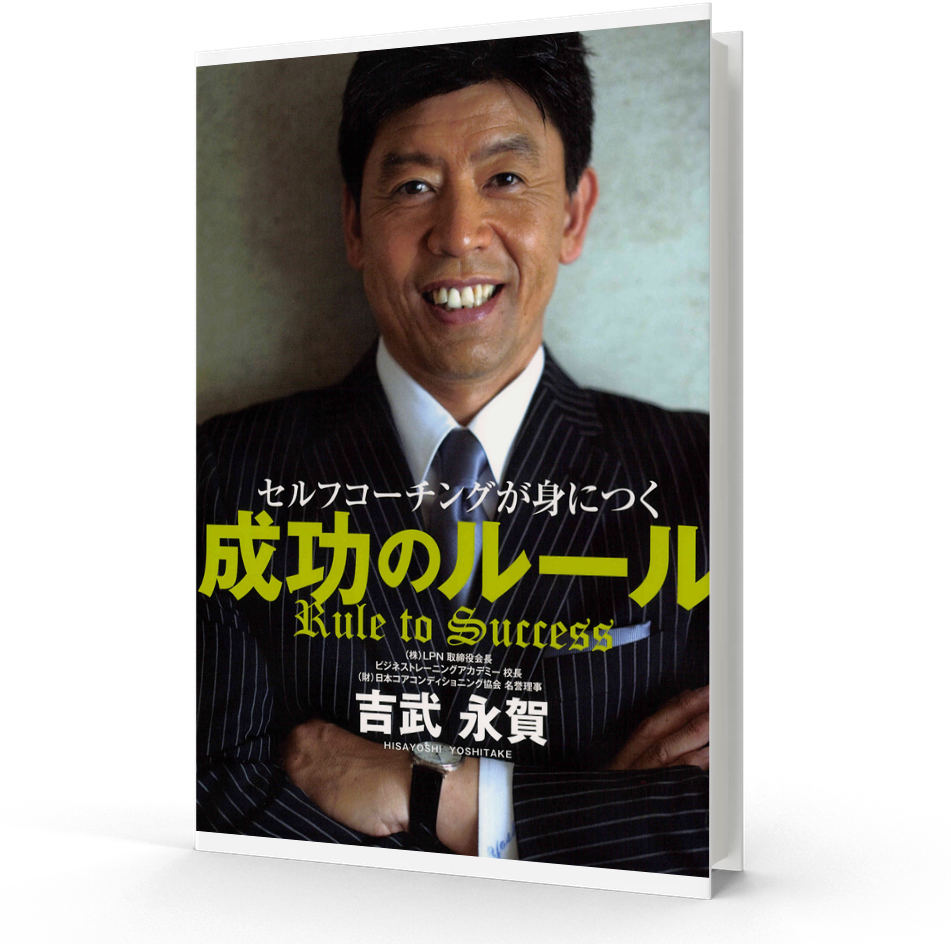 セルフコーチングが身につく
成功のルール
Rule to Success
(株)LPN 取締役会長
ビジネストレーニングアカデミー 校長
(財)日本コアコンディショニング協会 名誉理事
吉武 永賀
HISAYOSHI YOSHITAKE